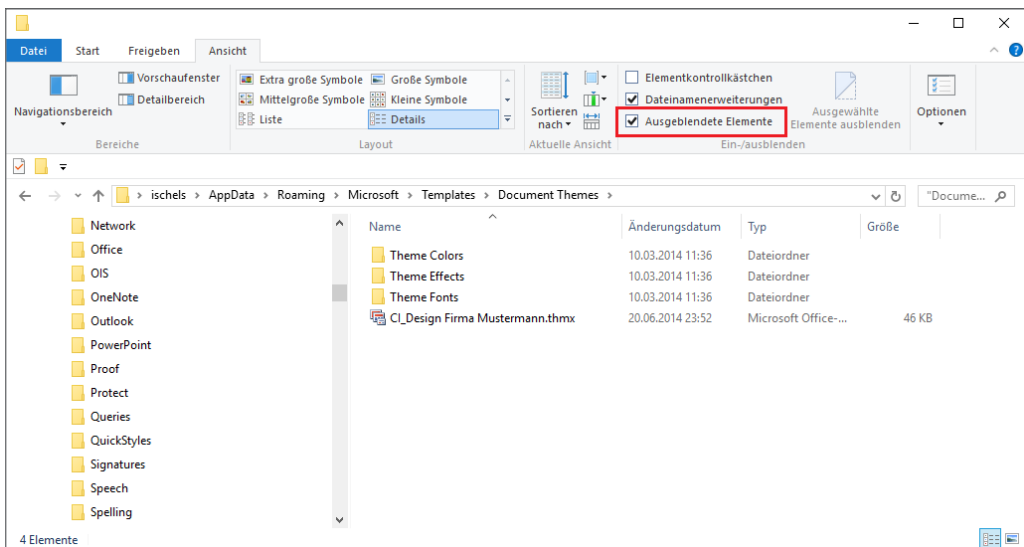 Datei Start Freigeben Ansicht
Navigationsbereich
Vorschaufenster
Detailbereich
Bereiche
Extra große Symbole Große Symbole
Mittelgroße Symbole Kleine Symbole
Liste Details
Layout
Sortieren
nach
Aktuelle Ansicht
Elementkontrollkästchen
Dateinamenerweiterungen
Ausgeblendete Elemente
Ausgewählte
Elemente ausblenden
Ein-/ausblenden
Optionen
ischels > AppData > Roaming > Microsoft > Templates > Document Themes >
"Docume...
Network
Office
OIS
OneNote
Outlook
PowerPoint
Proof
Protect
Queries
QuickStyles
Signatures
Speech
Spelling
Name Änderungsdatum Typ Größe
Theme Colors 10.03.2014 11:36 Dateiordner
Theme Effects 10.03.2014 11:36 Dateiordner
Theme Fonts 10.03.2014 11:36 Dateiordner
CI_Design Firma Mustermann.thmx 20.06.2014 23:52 Microsoft Office-... 46 KB
4 Elemente